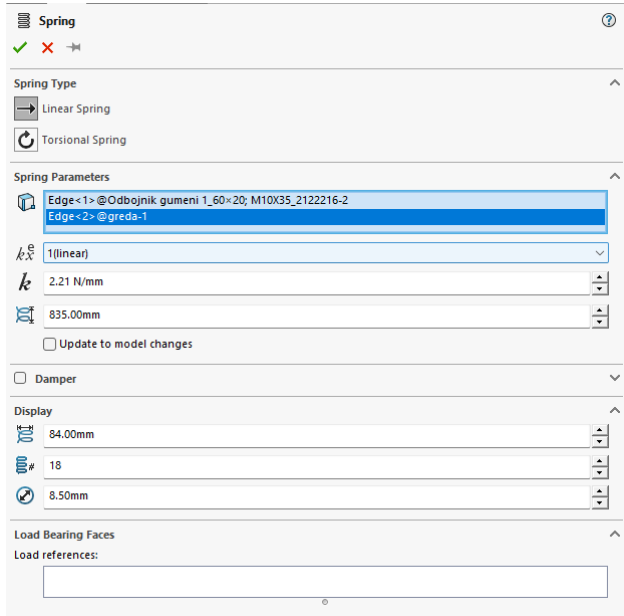 Spring
Spring Type
Linear Spring
Torsional Spring
Spring Parameters
Edge<1>@Odbojnik gumeni 1_60×20; M10X35_2122216-2
Edge<2>@greda-1
kxe 1(linear)
k 2.21 N/mm
835.00mm
Update to model changes
Damper
Display
84.00mm
# 18
8.50mm
Load Bearing Faces
Load references: